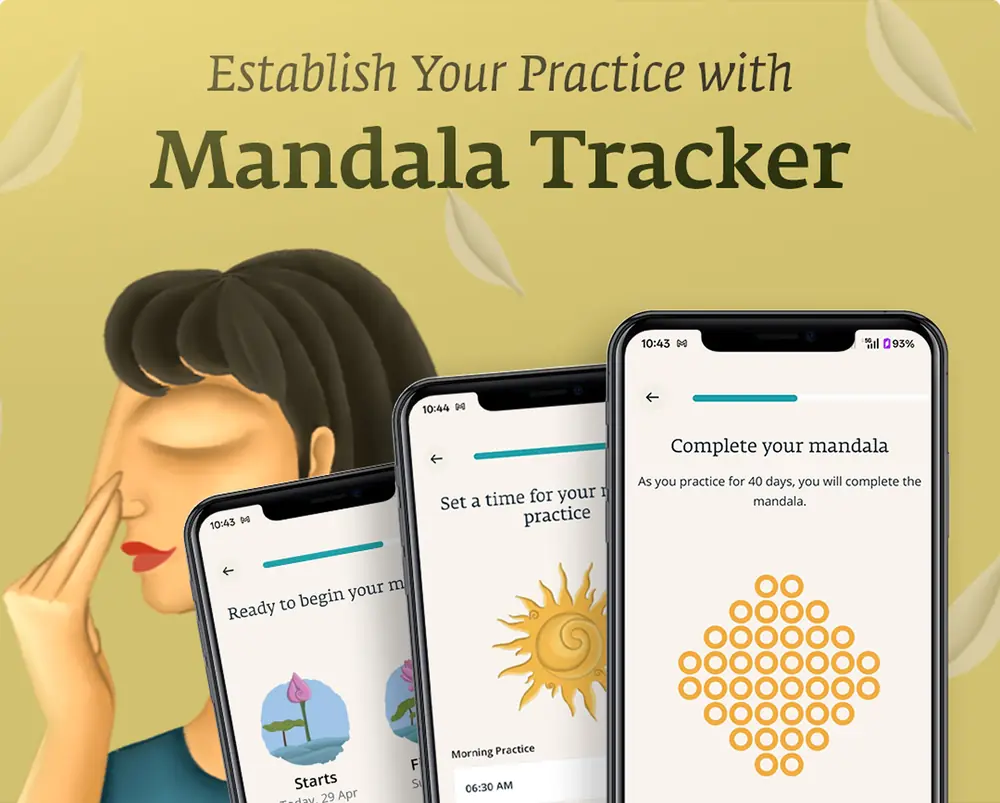 Establish Your Practice with
Mandala Tracker
10:43
93%
Complete your mandala
As you practice for 40 days, you will complete the
mandala.
10:44
Set a time for your
practice
Morning Practice
06:30 AM
10:43
Ready to begin your
Starts
Today, 29 Apr